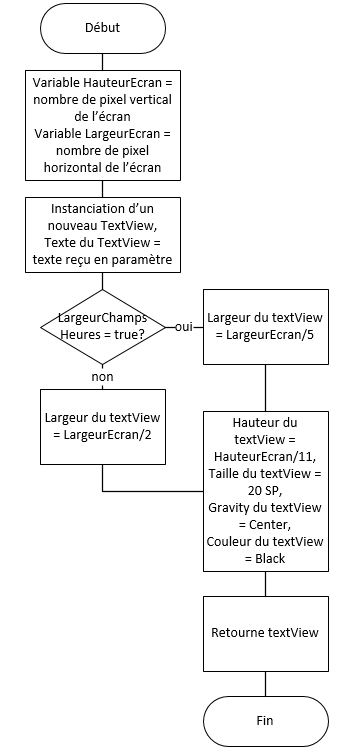 Début
Variable HauteurEcran =
nombre de pixel vertical
de l'écran
Variable LargeurEcran =
nombre de pixel
horizontal de l'écran
Instanciation d'un
nouveau TextView,
Texte du TextView =
texte reçu en paramètre
LargeurChamps
Heures = true?
oui
Largeur du textView
= LargeurEcran/5
non
Largeur du textView
= LargeurEcran/2
Hauteur du
textView =
HauteurEcran/11,
Taille du textView =
20 SP,
Gravity du textView
= Center,
Couleur du textView
= Black
Retourne textView
Fin